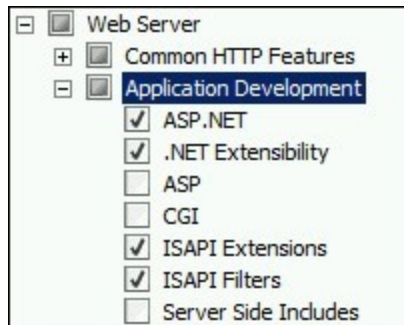 Web Server
Common HTTP Features
Application Development
ASP.NET
.NET Extensibility
ASP
CGI
ISAPI Extensions
ISAPI Filters
Server Side Includes